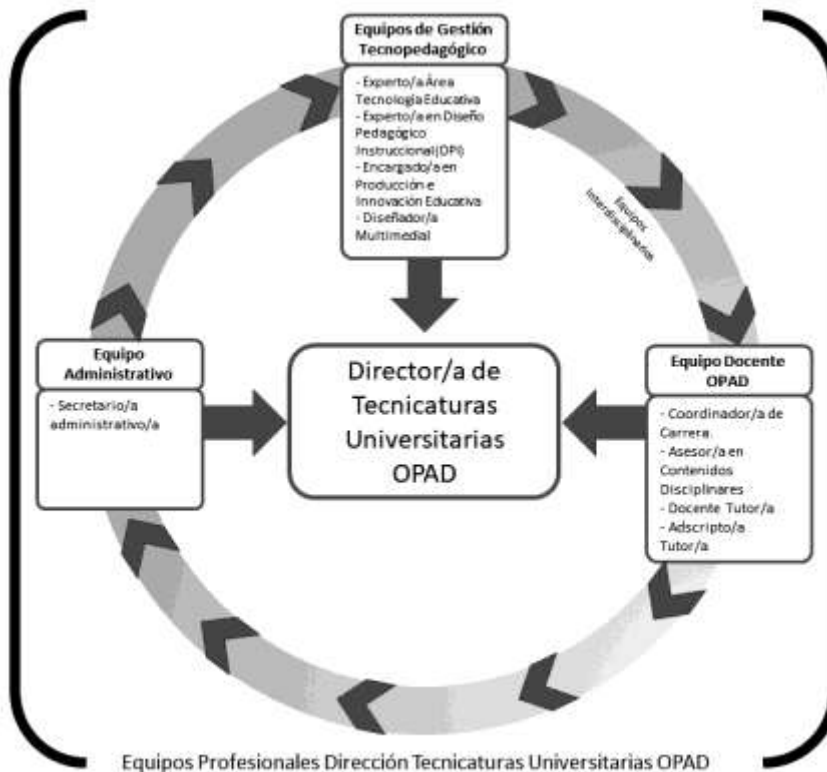 Equipos de Gestión
Tecnopedagógico
- Experto/a Área
Tecnología Educativa
- Experto/a en Diseño
Pedagógico
Instruccional(DPI)
- Encargado/a en
Producción e
Innovación Educativa
- Diseñador/a
Multimedial
Equipos
Interdisciplinarios
Equipo
Administrativo
- Secretario/a
administrativo/a
Director/a de
Tecnicaturas
Universitarias
OPAD
Equipo Docente
OPAD
- Coordinador/a de
Carrera
- Asesor/a en
Contenidos
Disciplinares
- Docente Tutor/a
- Adscripto/a
Tutor/a
Equipos Profesionales Dirección Tecnicaturas Universitarias OPAD